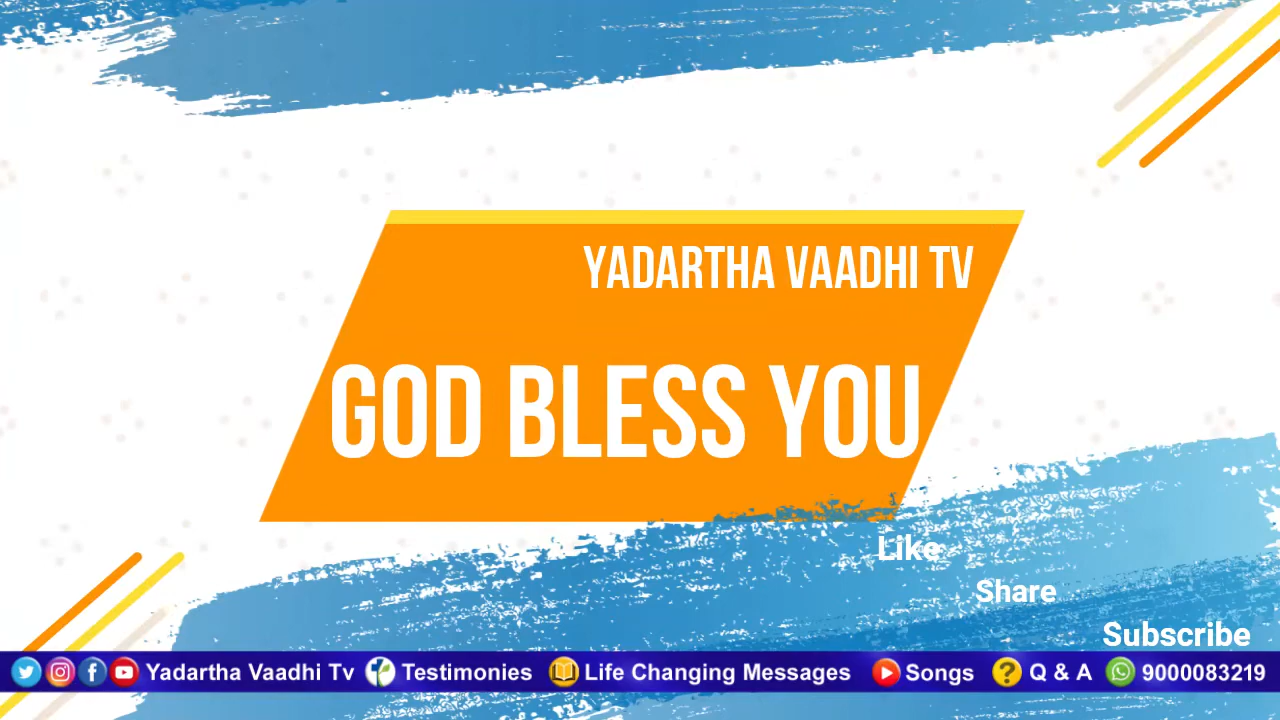 YADARTHA VAADHI TV
GOD BLESS YOU
Like
Share
Subscribe
Yadartha Vaadhi Tv Testimonies Life Changing Messages Songs Q & A 9000083219